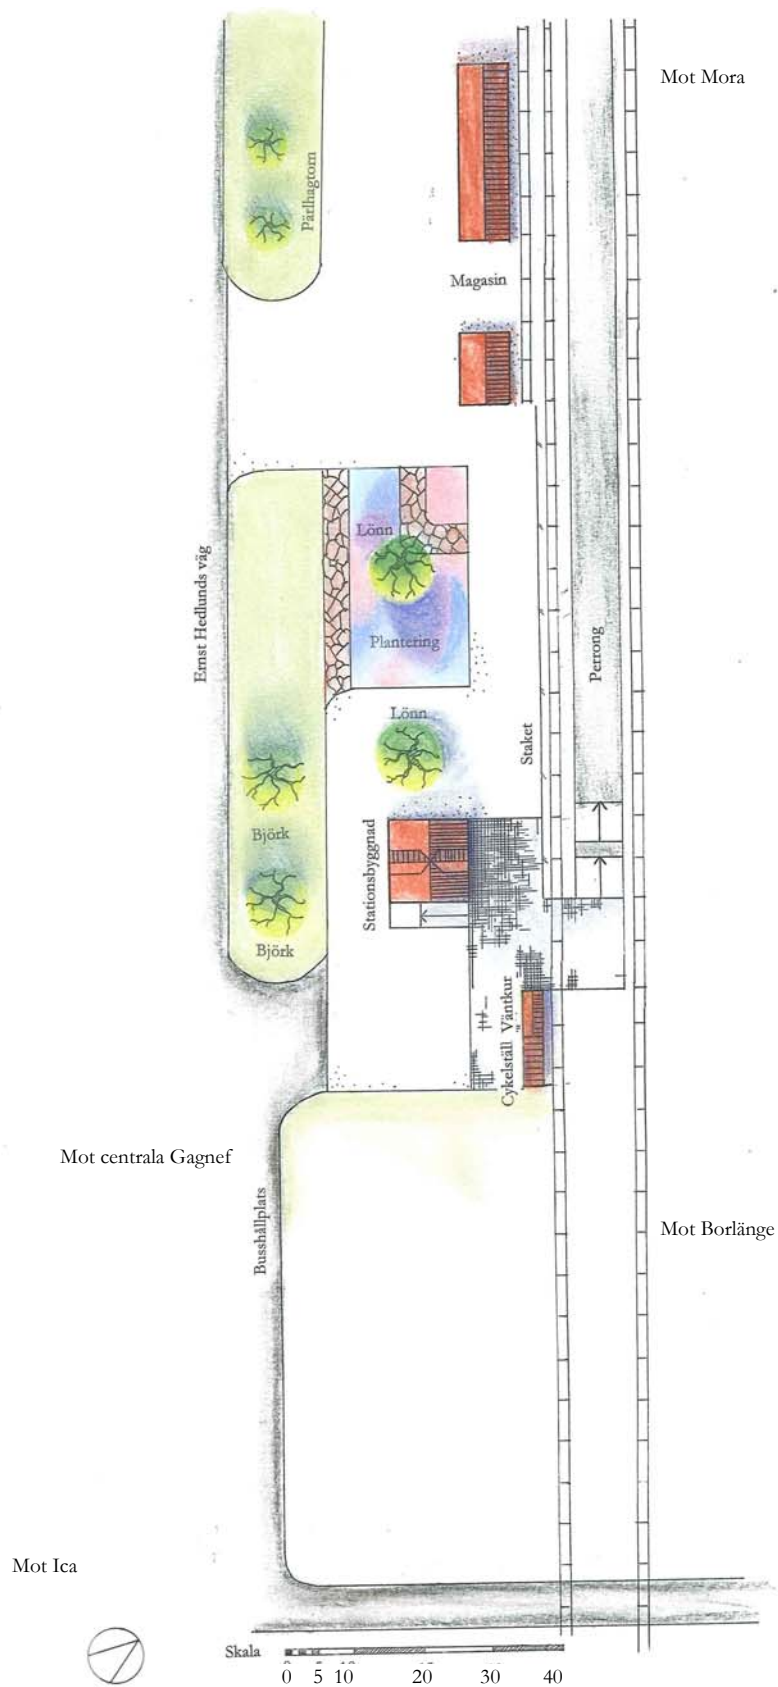 Mot Mora
Pärlhagtorn
Magasin
Lönn
Ernst Hedlunds väg
Plantering
Perrong
Lönn
Staket
Björk
Stationsbyggnad
Björk
Väntkur
Cykelställ
Mot centrala Gagnef
Busshållplats
Mot Borlänge
Mot Ica
Skala
0 5 10 20 30 40